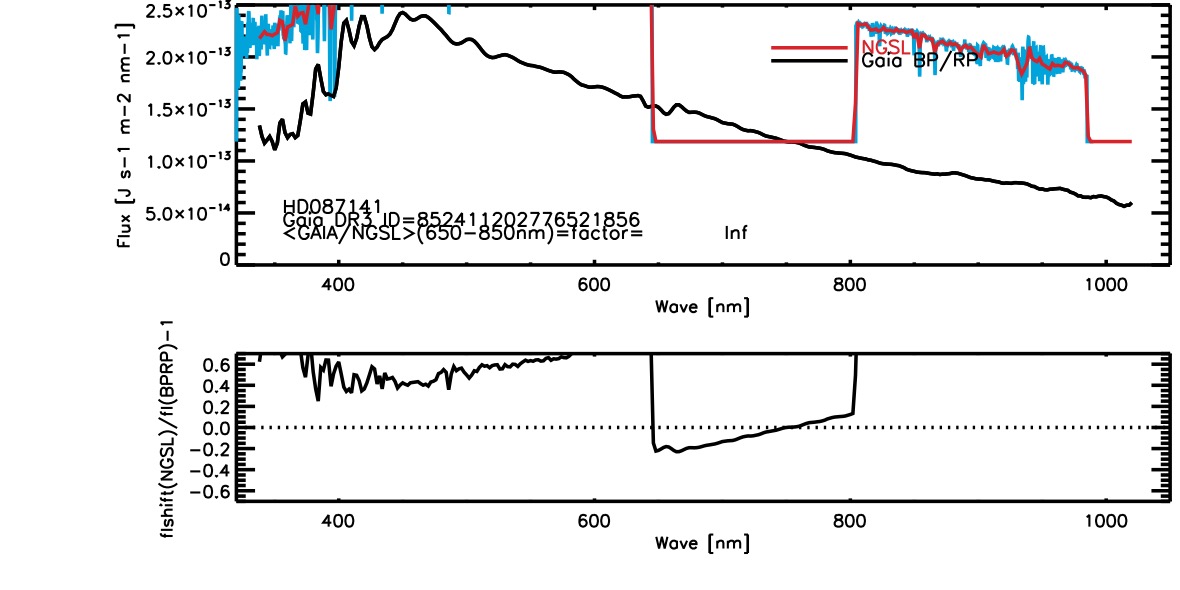 2.5×10−13
2.0×10−13
1.5×10−13
1.0×10−13
5.0×10−14
0
Flux [J s−1 m−2 nm−1]
NGSL
Gaia BP/RP
HD087141
Gaia DR3 ID=852411202776521856
<GAIA/NGSL>(650−850nm)=factor= Inf
400 600 800 1000
Wave [nm]
0.6
0.4
0.2
0.0
−0.2
−0.4
−0.6
flshift(NGSL)/fl(BPRP)−1
400 600 800 1000
Wave [nm]